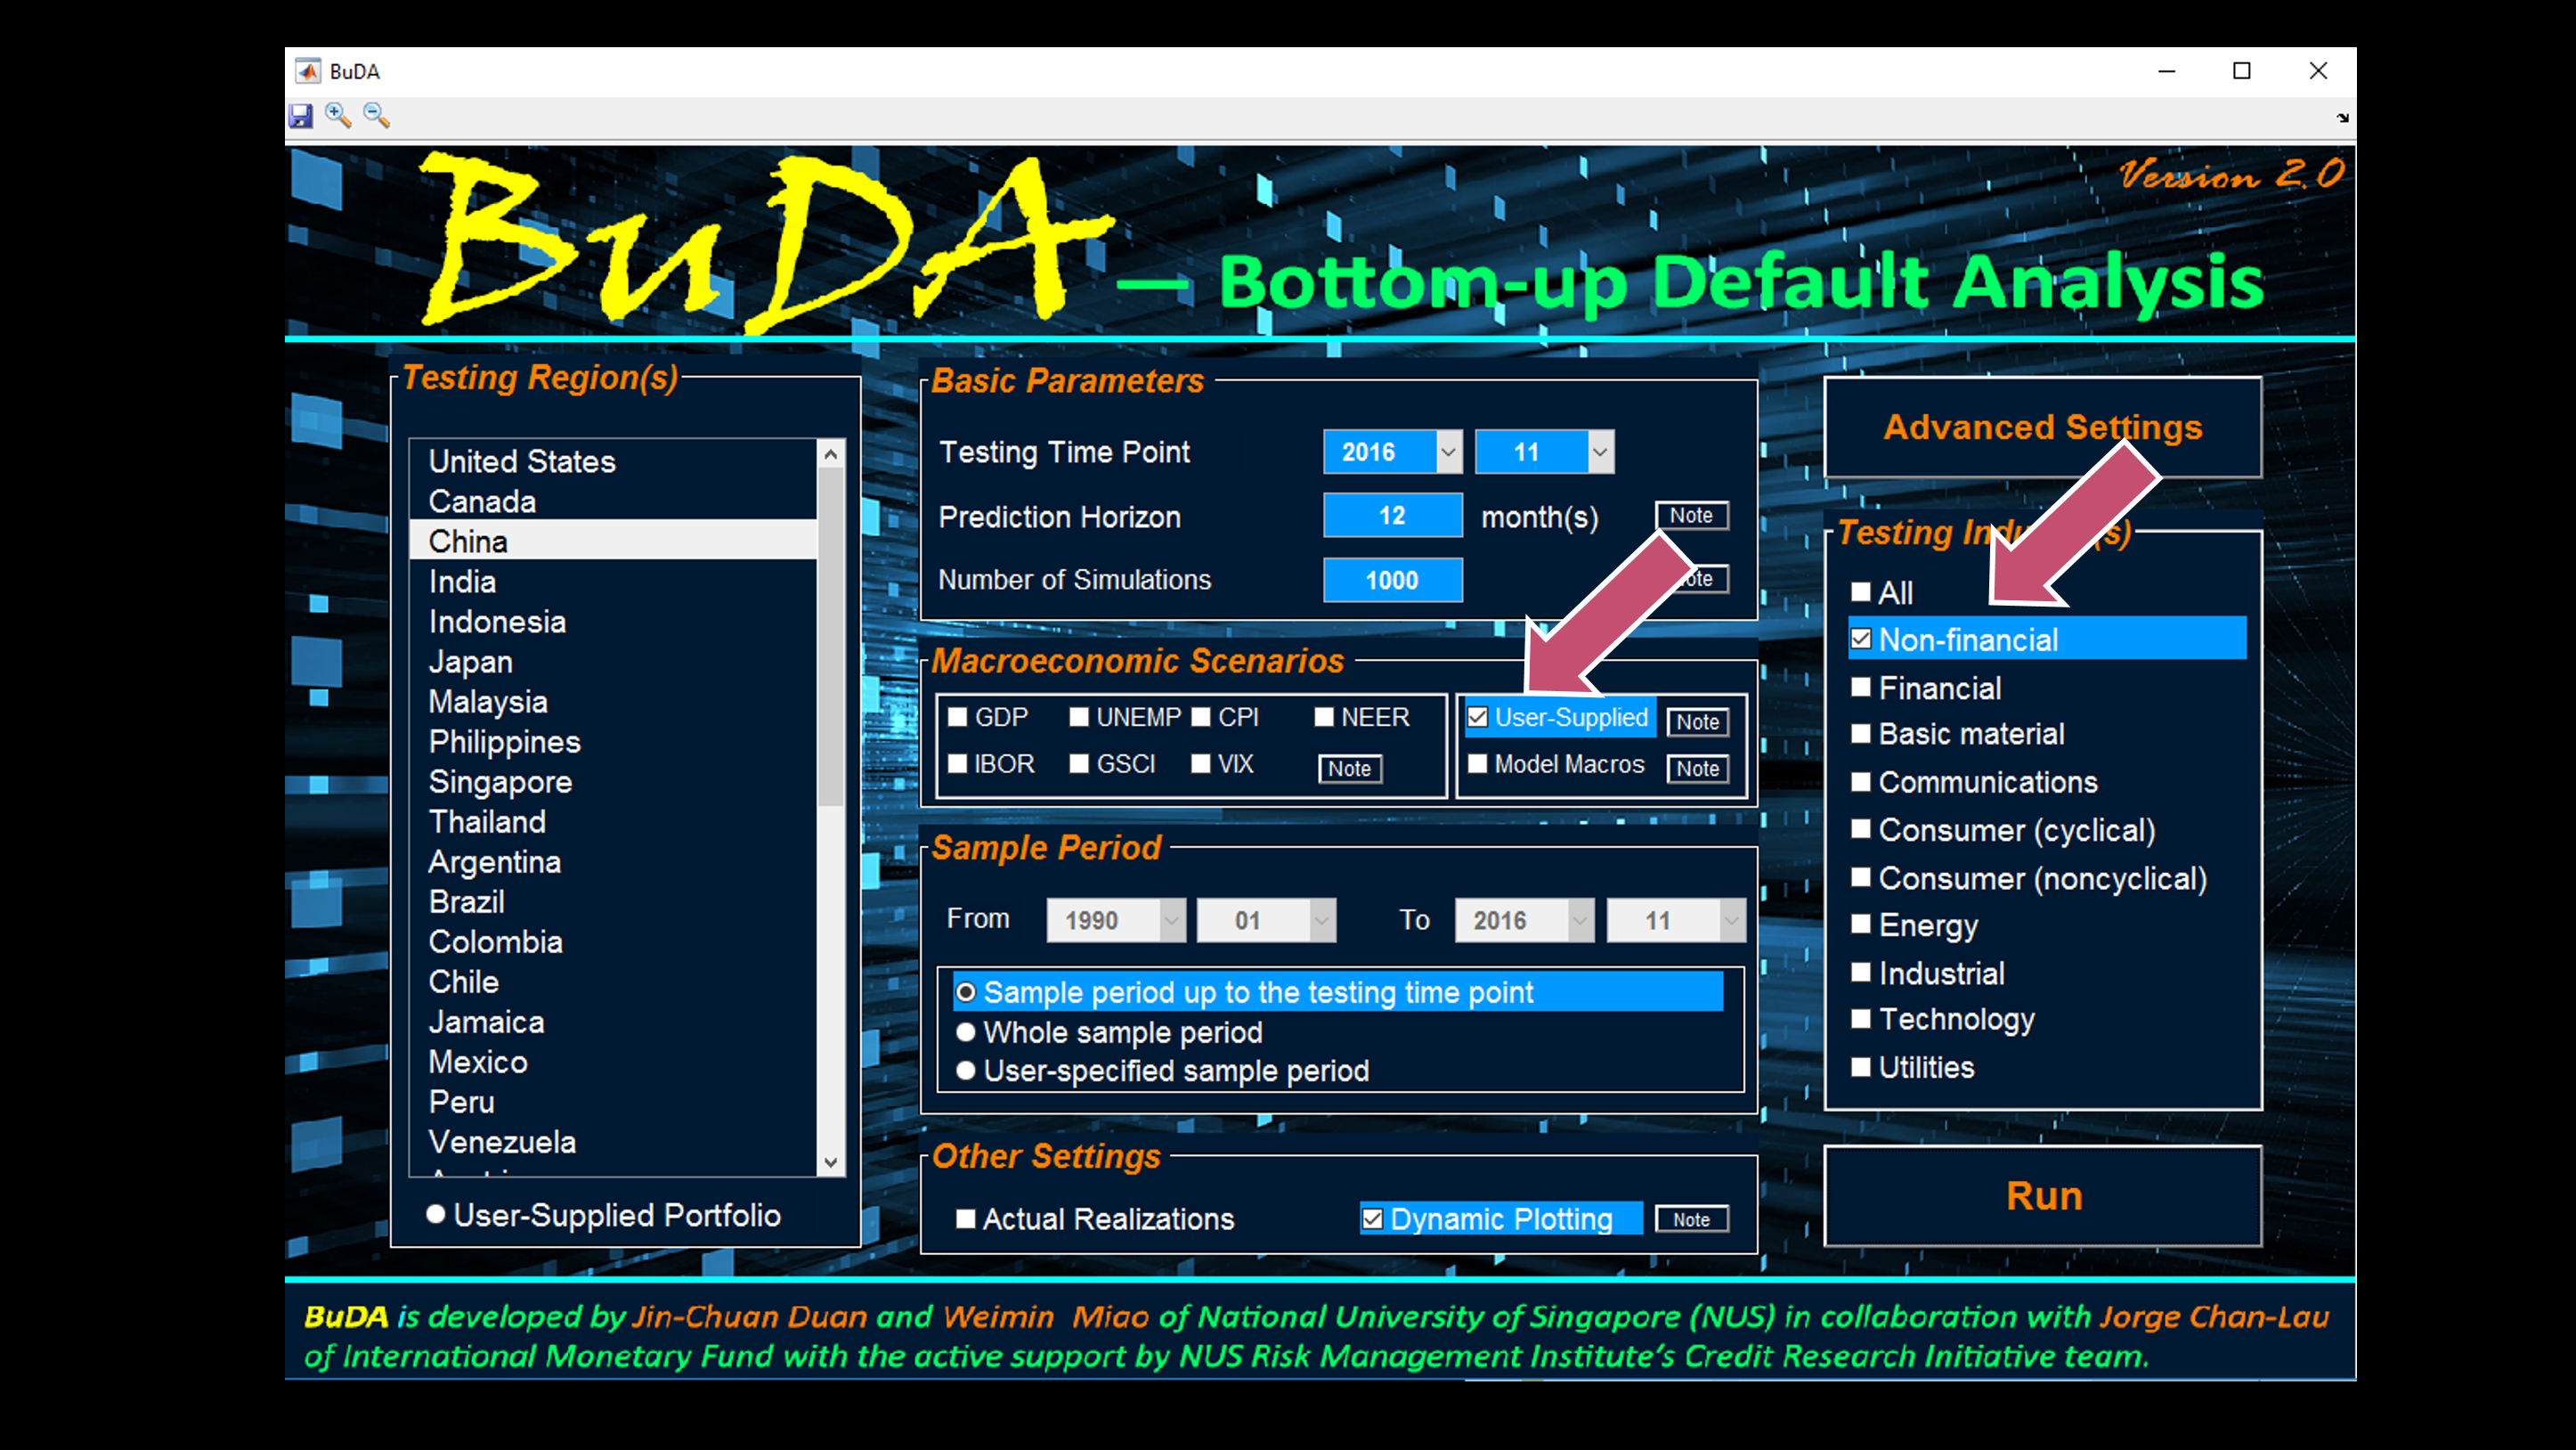 BuDA
Version 2.0
BuDA — Bottom-up Default Analysis
Testing Region(s)
United States
Canada
China
India
Indonesia
Japan
Malaysia
Philippines
Singapore
Thailand
Argentina
Brazil
Colombia
Chile
Jamaica
Mexico
Peru
Venezuela
User-Supplied Portfolio
Basic Parameters
Testing Time Point 2016 11
Prediction Horizon 12 month(s) Note
Number of Simulations 1000
Macroeconomic Scenarios
GDP UNEMP CPI NEER User-Supplied Note
IBOR GSCI VIX Note Model Macros Note
Sample Period
From 1990 01 To 2016 11
Sample period up to the testing time point
Whole sample period
User-specified sample period
Other Settings
Actual Realizations Dynamic Plotting Note
Advanced Settings
Testing
All
Non-financial
Financial
Basic material
Communications
Consumer (cyclical)
Consumer (noncyclical)
Energy
Industrial
Technology
Utilities
Run
BuDA is developed by Jin-Chuan Duan and Weimin Miao of National University of Singapore (NUS) in collaboration with Jorge Chan-Lau
of International Monetary Fund with the active support by NUS Risk Management Institute's Credit Research Initiative team.